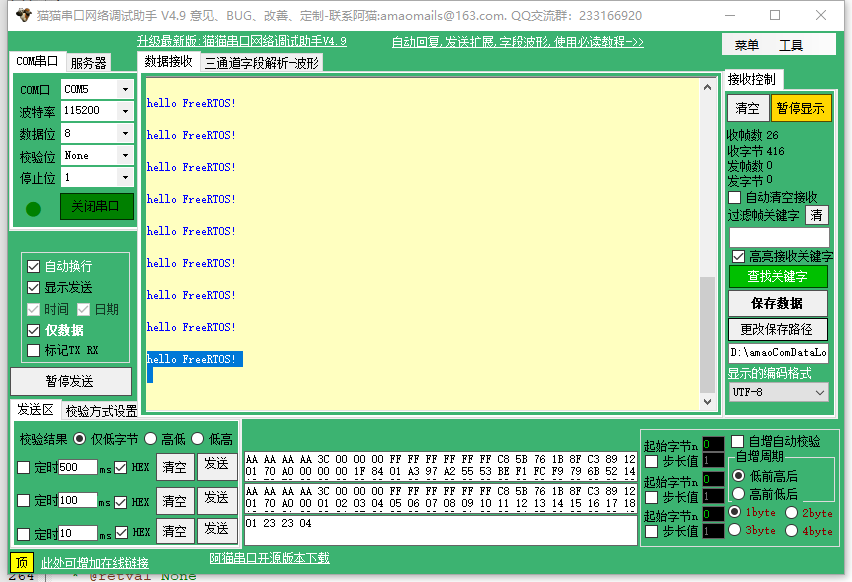 猫猫串口网络调试助手 V4.9 意见、BUG、改善、定制-联系阿猫:amaomails@163.com. QQ交流群：233166920
升级最新版:猫猫串口网络调试助手V4.9
自动回复,发送扩展,字段波形,使用必读教程->>
菜单 工具
COM串口 服务器
数据接收 三通道字段解析-波形
接收控制
COM口 COM5
波特率 115200
数据位 8
校验位 None
停止位 1
关闭串口
自动换行
显示发送
时间 日期
仅数据
标记TX RX
暂停发送
hello FreeRTOS!
hello FreeRTOS!
hello FreeRTOS!
hello FreeRTOS!
hello FreeRTOS!
hello FreeRTOS!
hello FreeRTOS!
hello FreeRTOS!
hello FreeRTOS!
清空 暂停显示
收帧数 26
收字节 416
发帧数 0
发字节 0
自动清空接收
过滤帧关键字 清
高亮接收关键字
查找关键字
保存数据
更改保存路径
D:\amaoComDataLo
显示的编码格式
UTF-8
发送区 校验方式设置
校验结果 仅低字节 高低 低高
定时 500 ms HEX 清空 发送
定时 100 ms HEX 清空 发送
定时 10 ms HEX 清空 发送
AA AA AA AA 3C 00 00 00 FF FF FF FF FF FF C8 5B 76 1B 8F C3 89 12
01 70 A0 00 00 00 1F 84 01 A3 97 A2 55 53 BE F1 FC F9 79 6B 52 14
AA AA AA AA 3C 00 00 00 FF FF FF FF FF FF C8 5B 76 1B 8F C3 89 12
01 70 A0 00 01 02 03 04 05 06 07 08 09 10 11 12 13 14 15 16 17 18
01 23 23 04
起始字节n 0
步长值 1
起始字节n 0
步长值 1
起始字节n 0
步长值 1
自增自动校验
自增周期
低前高后
高前低后
1byte 2byte
3byte 4byte
顶 此处可增加在线链接
阿猫串口开源版本下载
264 * @retval None